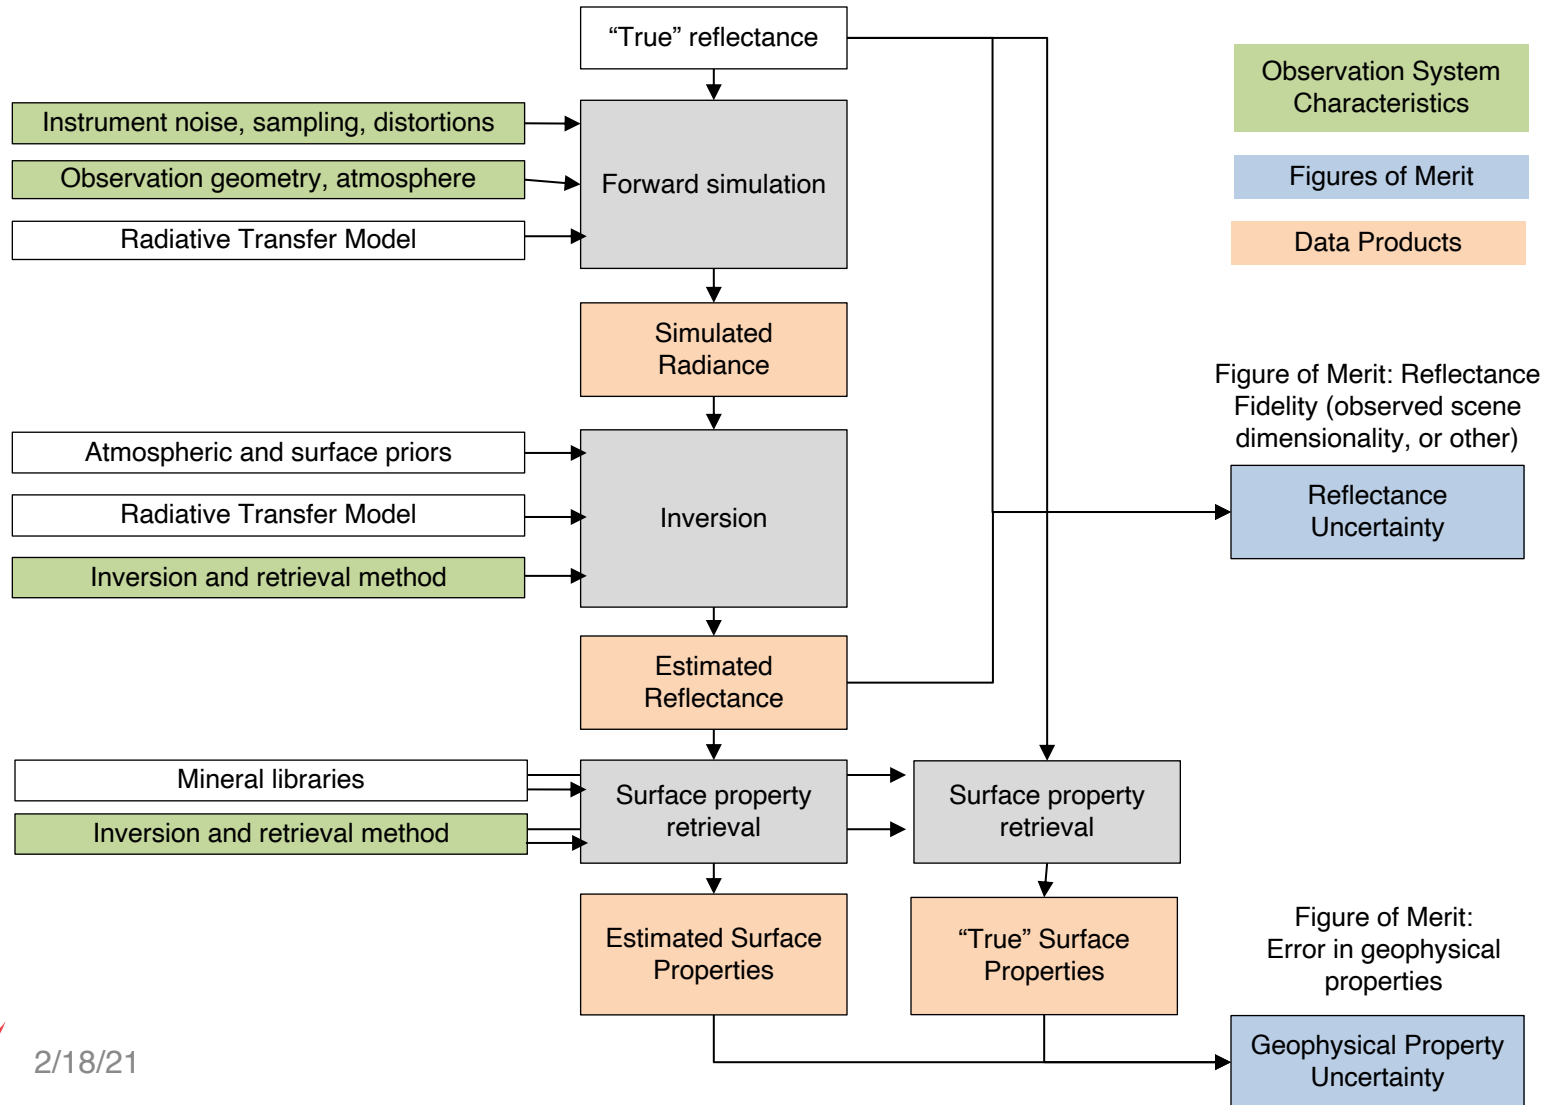 “True” reflectance
Observation System
Characteristics
Instrument noise, sampling, distortions
Observation geometry, atmosphere
Forward simulation
Figures of Merit
Radiative Transfer Model
Data Products
Simulated
Radiance
Figure of Merit: Reflectance
Fidelity (observed scene
dimensionality, or other)
Atmospheric and surface priors
Radiative Transfer Model
Inversion
Reflectance
Uncertainty
Inversion and retrieval method
Estimated
Reflectance
Mineral libraries
Inversion and retrieval method
Surface property
retrieval
Surface property
retrieval
Estimated Surface
Properties
“True” Surface
Properties
Figure of Merit:
Error in geophysical
properties
Geophysical Property
Uncertainty
2/18/21